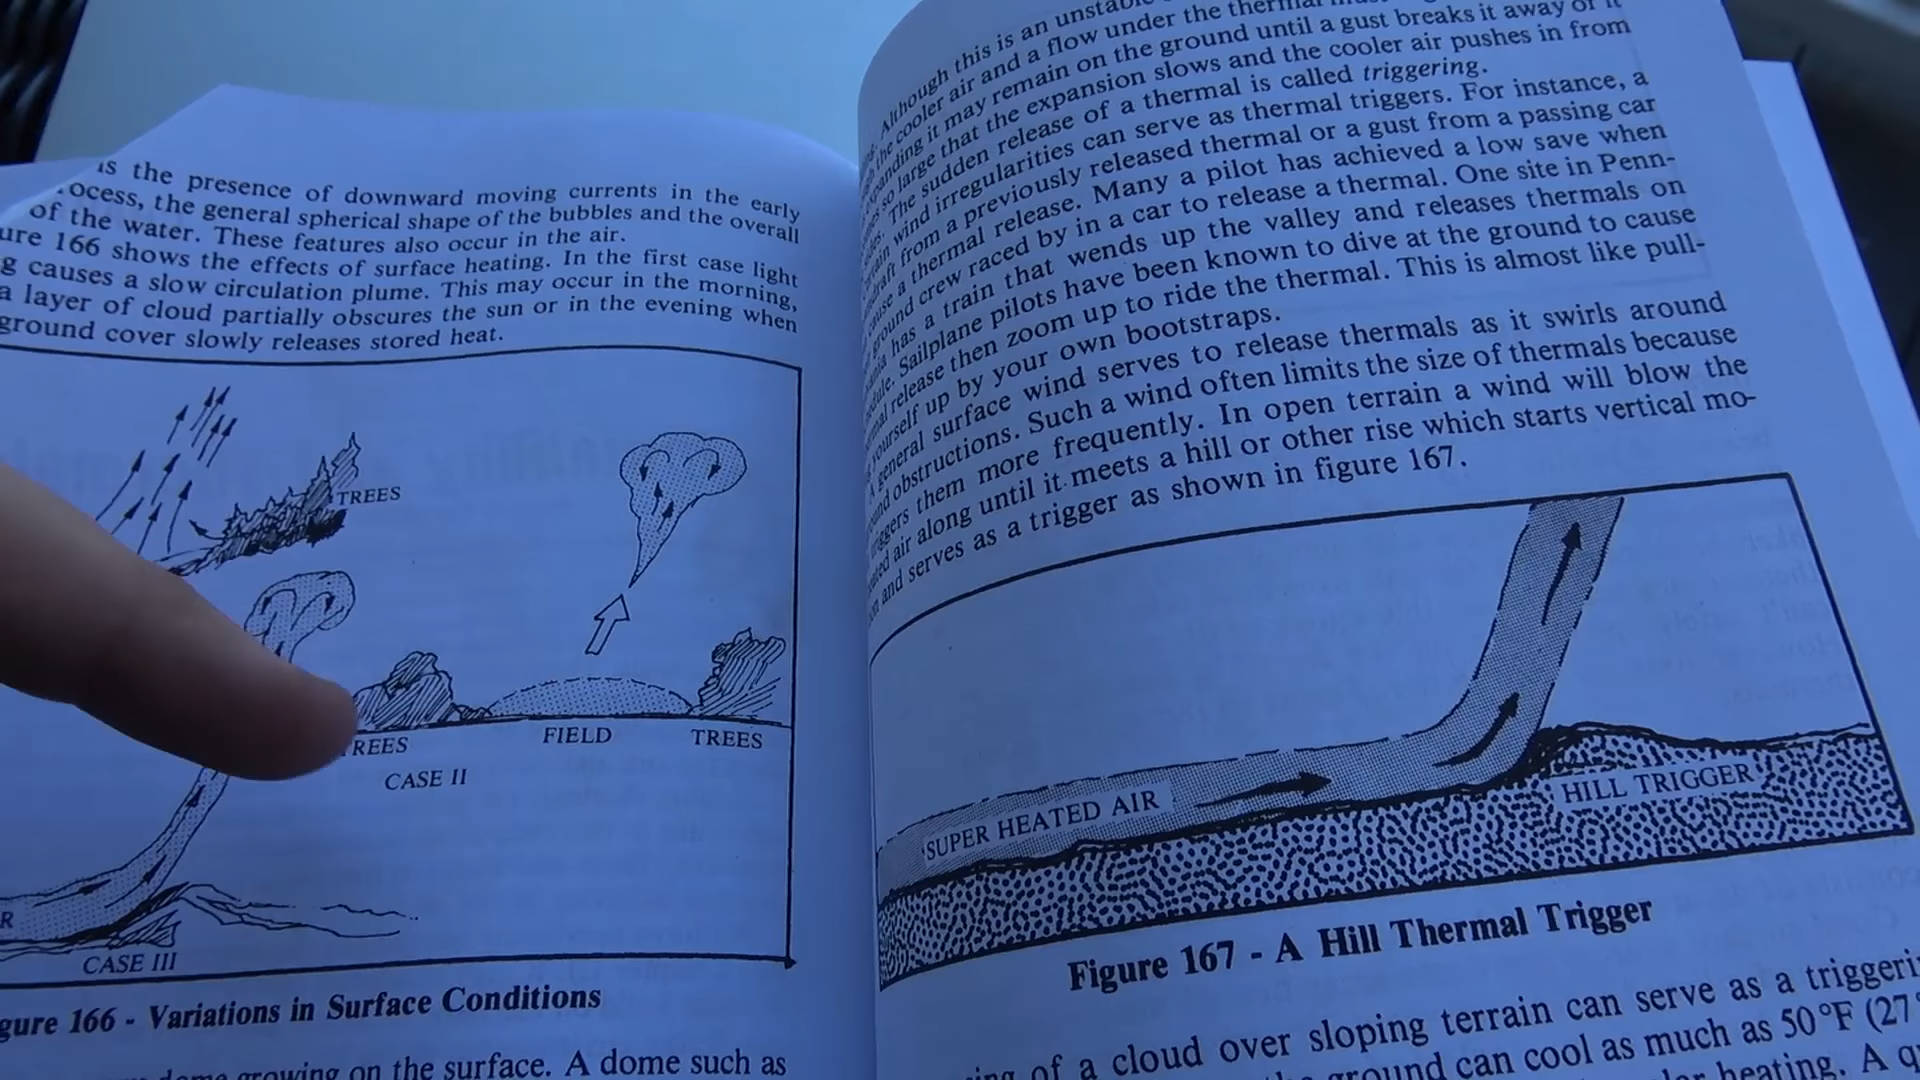 is the presence of downward moving currents in the early
ocess, the general spherical shape of the bubbles and the overall
of the water. These features also occur in the air.
ure 166 shows the effects of surface heating. In the first case light
g causes a slow circulation plume. This may occur in the morning,
a layer of cloud partially obscures the sun or in the evening when
ground cover slowly releases stored heat.
TREES
REES
FIELD
TREES
CASE II
R
CASE III
gure 166 - Variations in Surface Conditions
growing on the surface. A dome such as
Although this is an unstable
the cooler air and a flow under the thermal
panding it may remain on the ground until a gust breaks it away or it
so large that the expansion slows and the cooler air pushes in from
The sudden release of a thermal is called triggering.
tain wind irregularities can serve as thermal triggers. For instance, a
draft from a previously released thermal or a gust from a passing car
cause a thermal release. Many a pilot has achieved a low save when
ground crew raced by in a car to release a thermal. One site in Penn-
ania has a train that wends up the valley and releases thermals on
edule. Sailplane pilots have been known to dive at the ground to cause
mal release then zoom up to ride the thermal. This is almost like pull-
yourself up by your own bootstraps.
A general surface wind serves to release thermals as it swirls around
und obstructions. Such a wind often limits the size of thermals because
triggers them more frequently. In open terrain a wind will blow the
eated air along until it meets a hill or other rise which starts vertical mo-
on and serves as a trigger as shown in figure 167.
SUPER HEATED AIR
HILL TRIGGER
Figure 167 - A Hill Thermal Trigger
ing of a cloud over sloping terrain can serve as a triggeri
the ground can cool as much as 50°F (27°
heating. A q